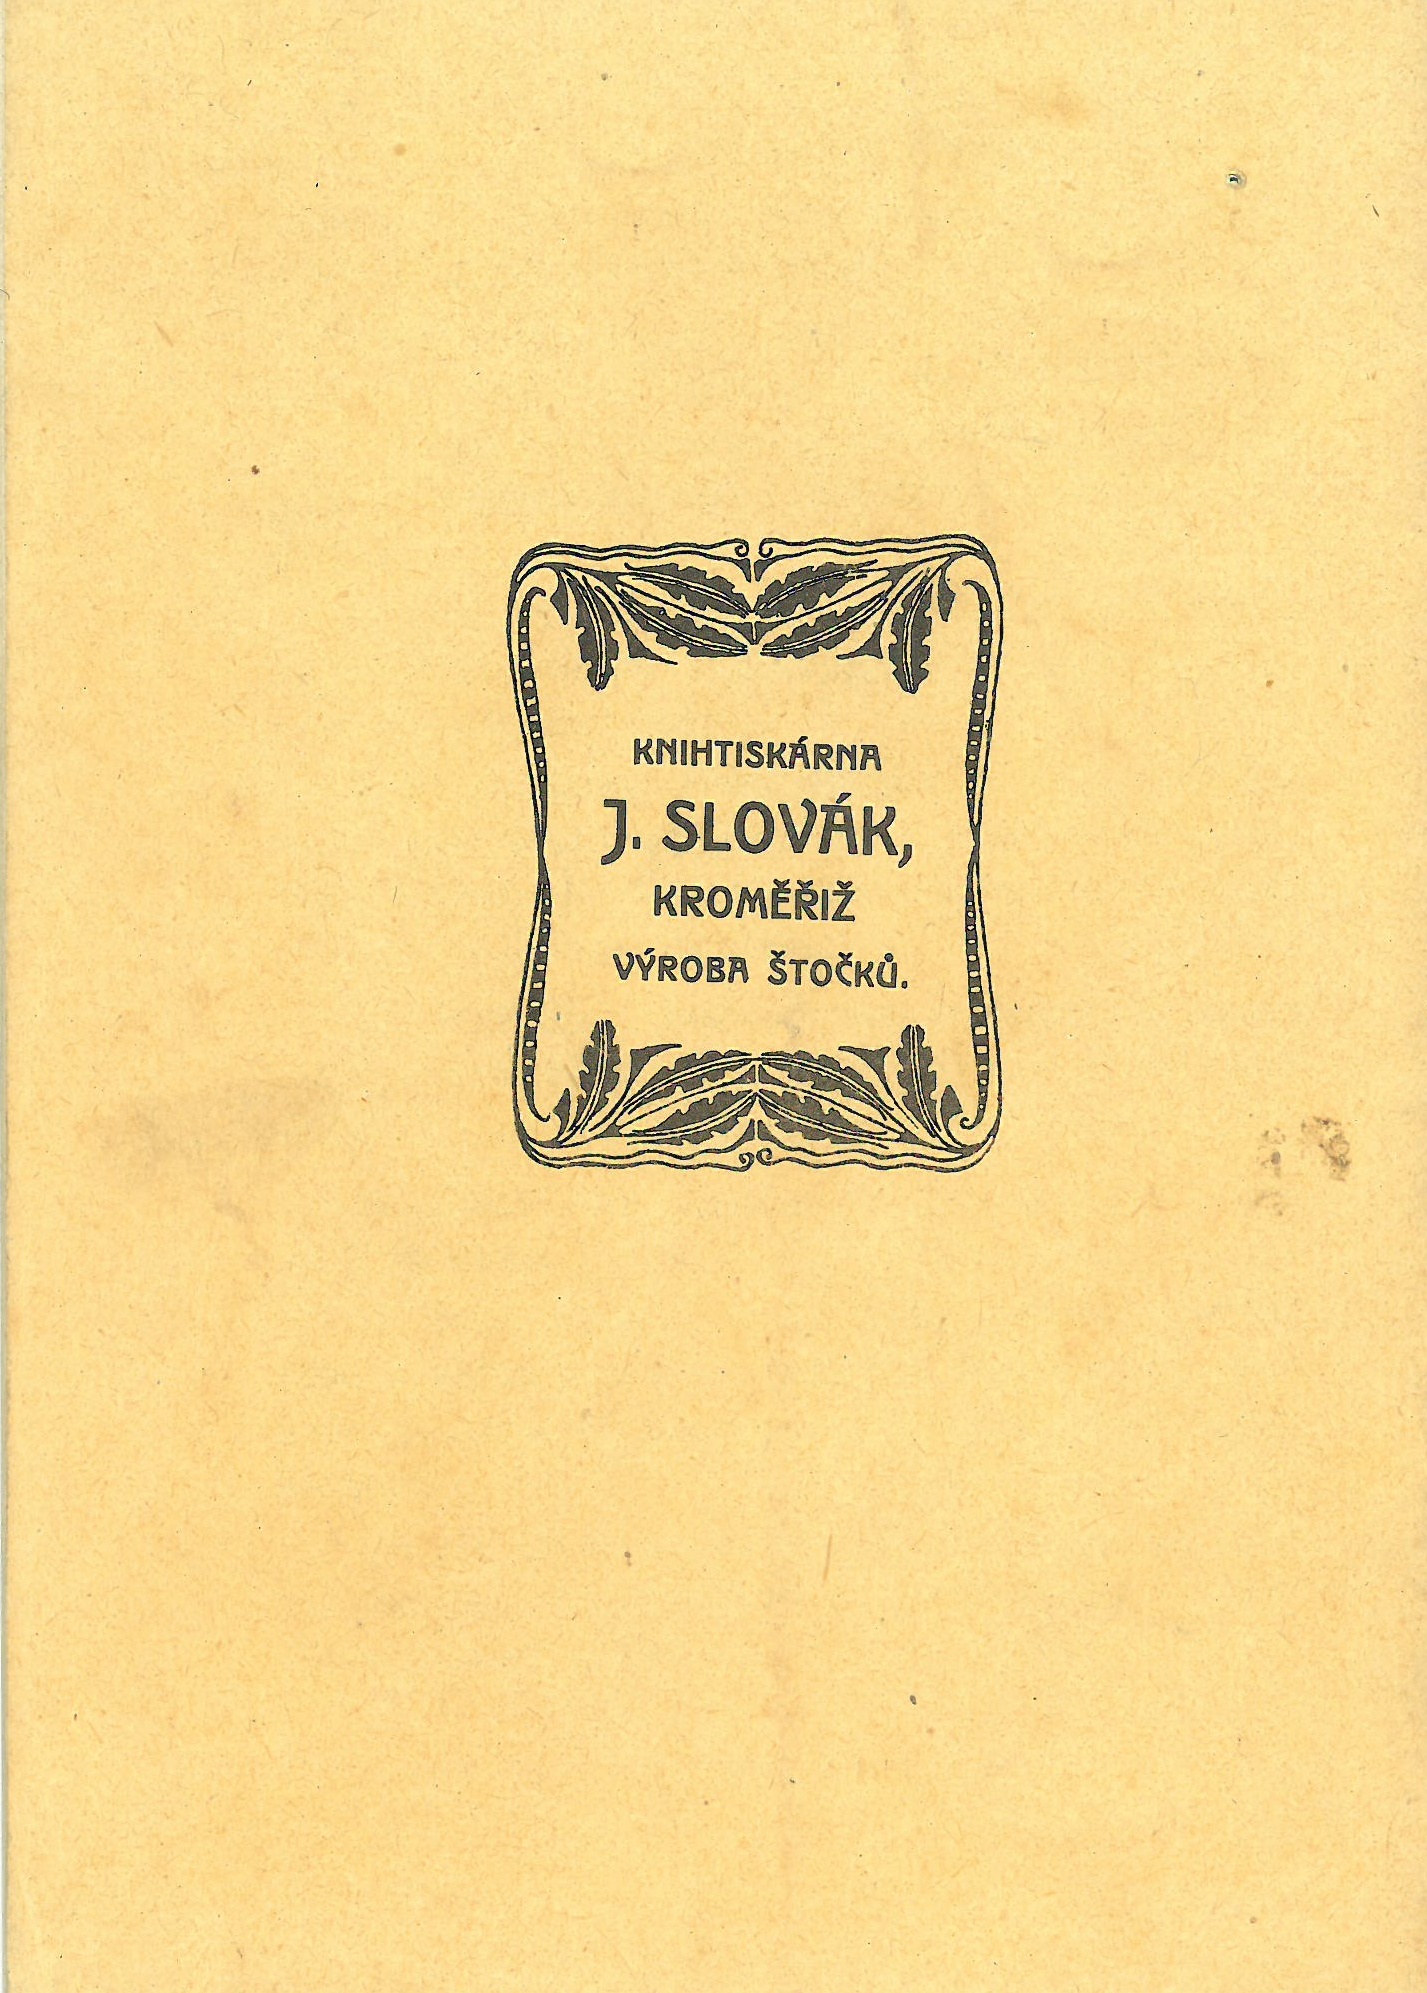 KNIHTISKÁRNA
J. SLOVÁK,
KROMĚŘIŽ
VÝROBA ŠTOČKŮ.